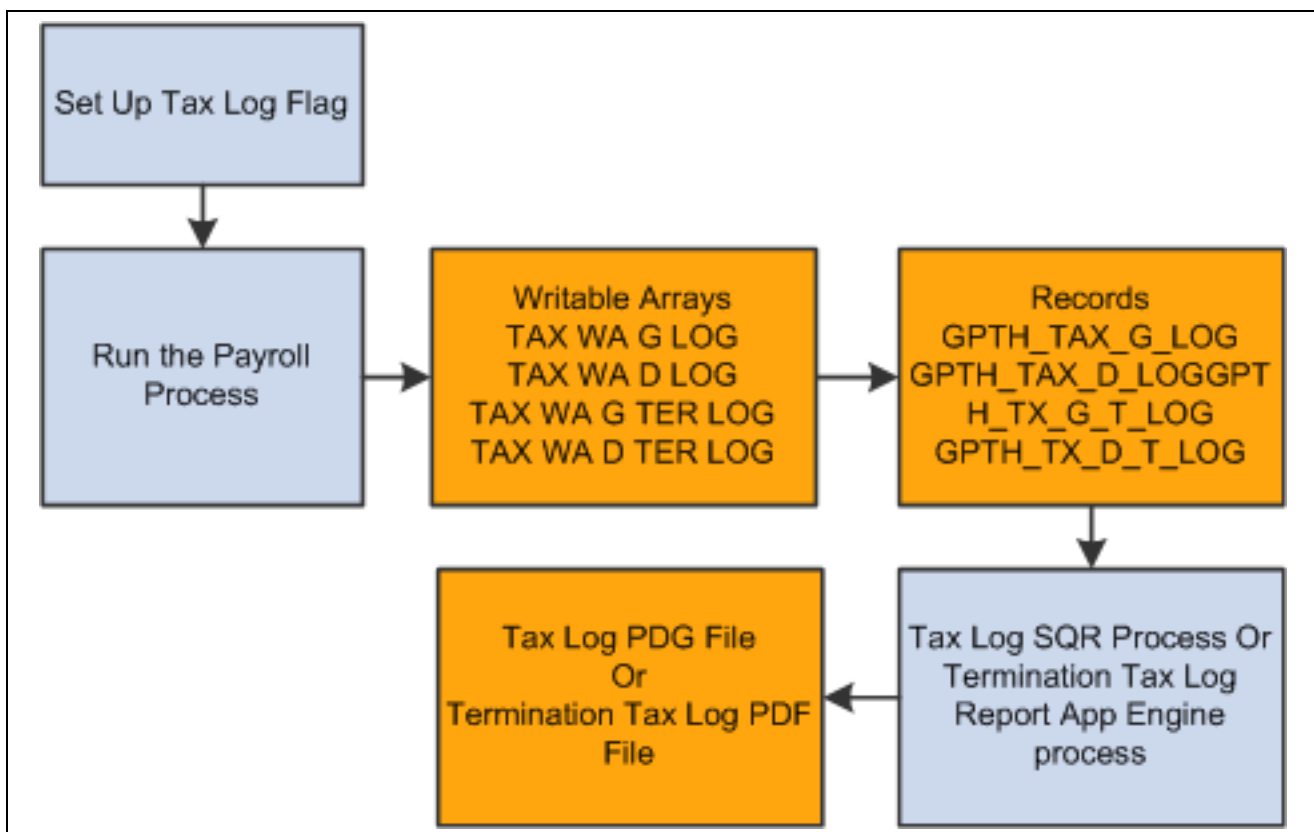 Set Up Tax Log Flag
Run the Payroll
Process
Writable Arrays
TAX WA G LOG
TAX WA D LOG
TAX WA G TER LOG
TAX WA D TER LOG
Records
GPTH_TAX_G_LOG
GPTH_TAX_D_LOGGPT
H_TX_G_T_LOG
GPTH_TX_D_T_LOG
Tax Log SQR Process Or
Termination Tax Log
Report App Engine
process
Tax Log PDG File
Or
Termination Tax Log PDF
File